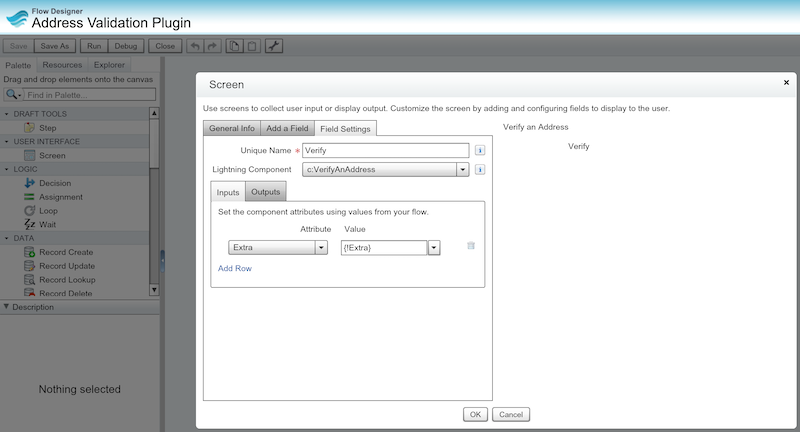 Flow Designer
Address Validation Plugin
Save Save As Run Debug Close
Palette Resources Explorer
Drag and drop elements onto the canvas
Find in Palette...
DRAFT TOOLS
Step
USER INTERFACE
Screen
LOGIC
Decision
Assignment
Loop
Wait
DATA
Record Create
Record Update
Record Lookup
Record Delete
Description
Nothing selected
Screen
×
Use screens to collect user input or display output. Customize the screen by adding and configuring fields to display to the user.
General Info Add a Field Field Settings
Unique Name * Verify
Lightning Component c:VerifyAnAddress
Inputs Outputs
Set the component attributes using values from your flow.
Attribute Value
Extra {!Extra}
Add Row
Verify an Address
Verify
OK Cancel